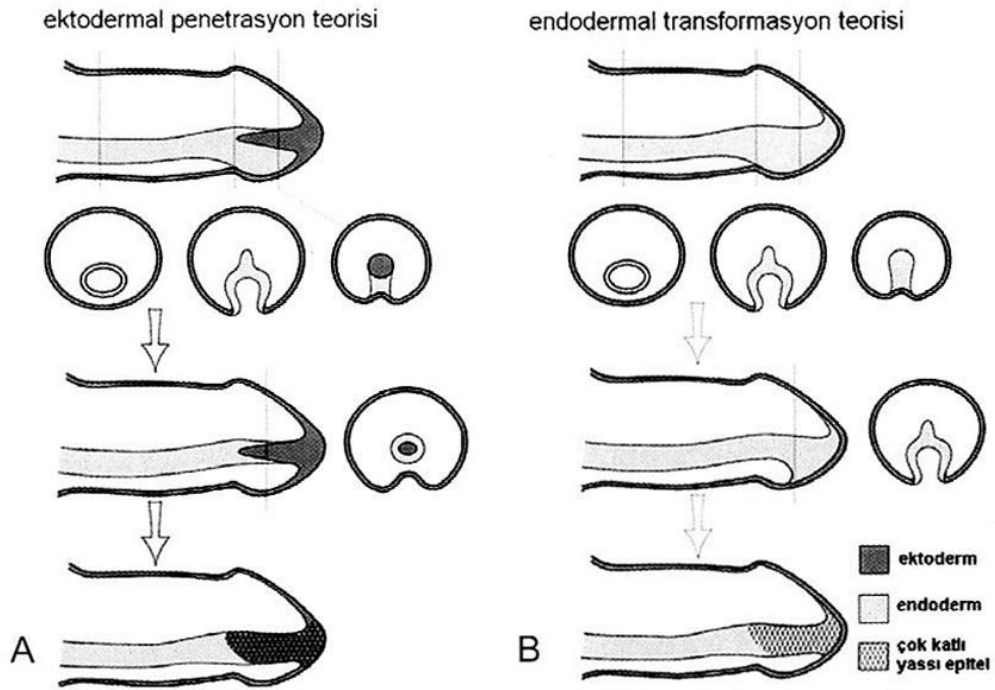 ektodermal penetrasyon teorisi
endodermal transformasyon teorisi
ektoderm
endoderm
çok katlı
yassı epitel
A
B